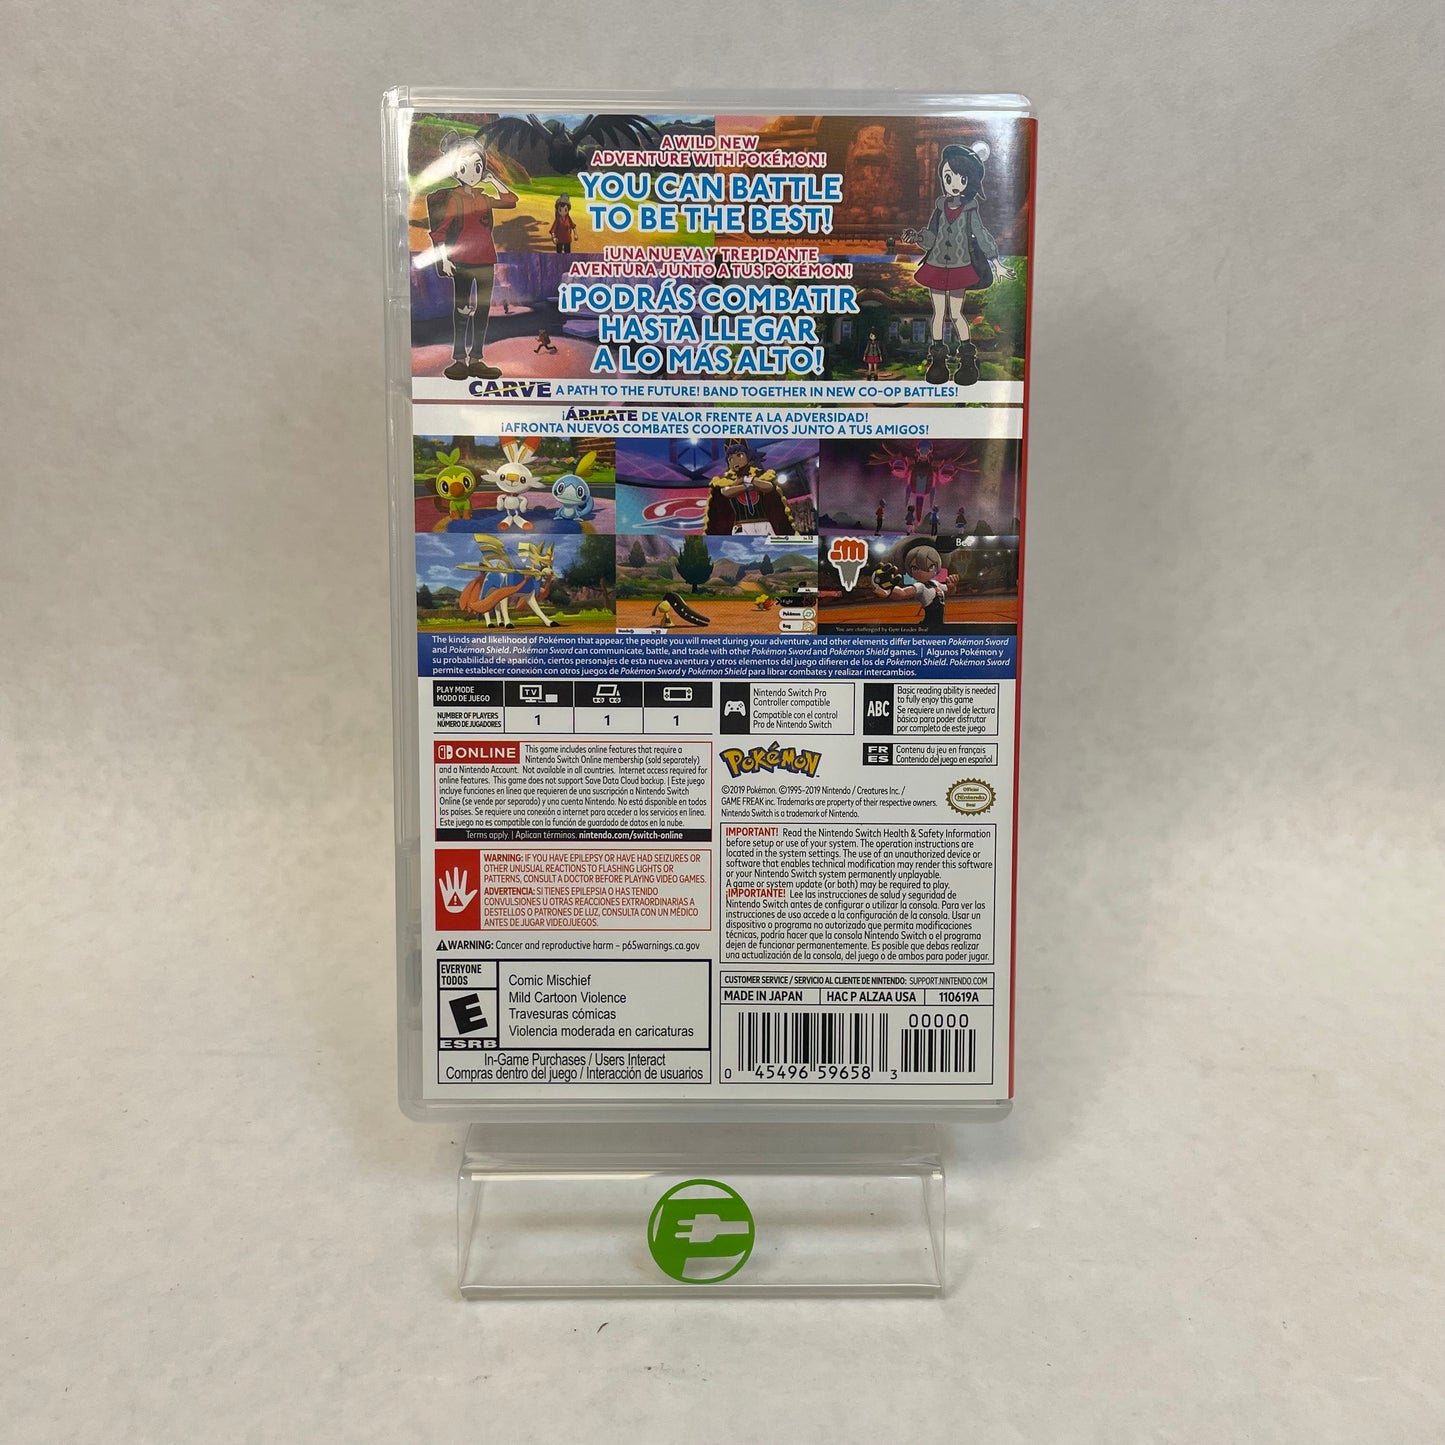 A WILD NEW
ADVENTURE WITH POKÉMON!
YOU CAN BATTLE
TO BE THE BEST!
¡UNA NUEVA Y TREPIDANTE
AVENTURA JUNTO A TUS POKÉMON!
¡PODRÁS COMBATIR
HASTA LLEGAR
A LO MÁS ALTO!
CARVE A PATH TO THE FUTURE! BAND TOGETHER IN NEW CO-OP BATTLES!
¡ÁRMATE DE VALOR FRENTE A LA ADVERSIDAD!
¡AFRONTA NUEVOS COMBATES COOPERATIVOS JUNTO A TUS AMIGOS!
Bea
Fight
Pokémon
Bag
You are challenged by Gym Leader Bea!
The kinds and likelihood of Pokémon that appear, the people you will meet during your adventure, and other elements differ between Pokémon Sword
and Pokémon Shield. Pokémon Sword can communicate, battle, and trade with other Pokémon Sword and Pokémon Shield games. | Algunos Pokémon y
su probabilidad de aparición, ciertos personajes de esta nueva aventura y otros elementos del juego difieren de los de Pokémon Shield. Pokémon Sword
permite establecer conexión con otros juegos de Pokémon Sword y Pokémon Shield para librar combates y realizar intercambios.
PLAY MODE
MODO DE JUEGO
TV
NUMBER OF PLAYERS
NÚMERO DE JUGADORES
1 1 1
Nintendo Switch Pro
Controller compatible
Compatible con el control
Pro de Nintendo Switch
ABC
Basic reading ability is needed
to fully enjoy this game
Se requiere un nivel de lectura
básico para poder disfrutar
por completo de este juego
ONLINE This game includes online features that require a
Nintendo Switch Online membership (sold separately)
and a Nintendo Account. Not available in all countries. Internet access required for
online features. This game does not support Save Data Cloud backup. | Este juego
incluye funciones en línea que requieren de una suscripción a Nintendo Switch
Online (se vende por separado) y una cuenta Nintendo. No está disponible en todos
los países. Se requiere una conexión a internet para acceder a los servicios en línea.
Este juego no es compatible con la función de guardado de datos en la nube.
Terms apply. | Aplican términos. nintendo.com/switch-online
Pokémon
FR
ES
Contenu du jeu en français
Contenido del juego en español
©2019 Pokémon. ©1995-2019 Nintendo / Creatures Inc. /
GAME FREAK inc. Trademarks are property of their respective owners.
Nintendo Switch is a trademark of Nintendo.
Official
Nintendo
Seal
WARNING: IF YOU HAVE EPILEPSY OR HAVE HAD SEIZURES OR
OTHER UNUSUAL REACTIONS TO FLASHING LIGHTS OR
PATTERNS, CONSULT A DOCTOR BEFORE PLAYING VIDEO GAMES.
ADVERTENCIA: SI TIENES EPILEPSIA O HAS TENIDO
CONVULSIONES U OTRAS REACCIONES EXTRAORDINARIAS A
DESTELLOS O PATRONES DE LUZ, CONSULTA CON UN MÉDICO
ANTES DE JUGAR VIDEOJUEGOS.
WARNING: Cancer and reproductive harm – p65warnings.ca.gov
IMPORTANT! Read the Nintendo Switch Health & Safety Information
before setup or use of your system. The operation instructions are
located in the system settings. The use of an unauthorized device or
software that enables technical modification may render this software
or your Nintendo Switch system permanently unplayable.
A game or system update (or both) may be required to play.
¡IMPORTANTE! Lee las instrucciones de salud y seguridad de
Nintendo Switch antes de configurar o utilizar la consola. Para ver las
instrucciones de uso accede a la configuración de la consola. Usar un
dispositivo o programa no autorizado que permita modificaciones
técnicas, podría hacer que la consola Nintendo Switch o el programa
dejen de funcionar permanentemente. Es posible que debas realizar
una actualización de la consola, del juego o de ambos para poder jugar.
EVERYONE
TODOS
E
ESRB
Comic Mischief
Mild Cartoon Violence
Travesuras cómicas
Violencia moderada en caricaturas
In-Game Purchases / Users Interact
Compras dentro del juego / Interacción de usuarios
CUSTOMER SERVICE / SERVICIO AL CLIENTE DE NINTENDO: SUPPORT.NINTENDO.COM
MADE IN JAPAN HAC P ALZAA USA 110619A
00000
0 45496 59658 3